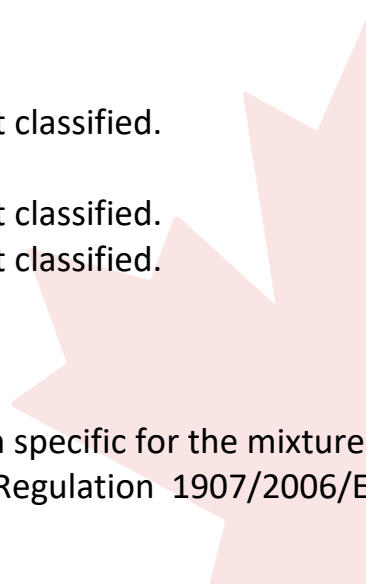 t classified.
t classified.
t classified.
n specific for the mixture
Regulation 1907/2006/E